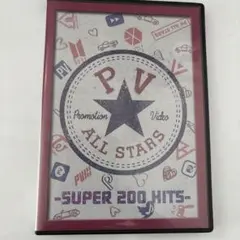 PV
Promotion Video
ALL STARS
-SUPER 200 HITS-